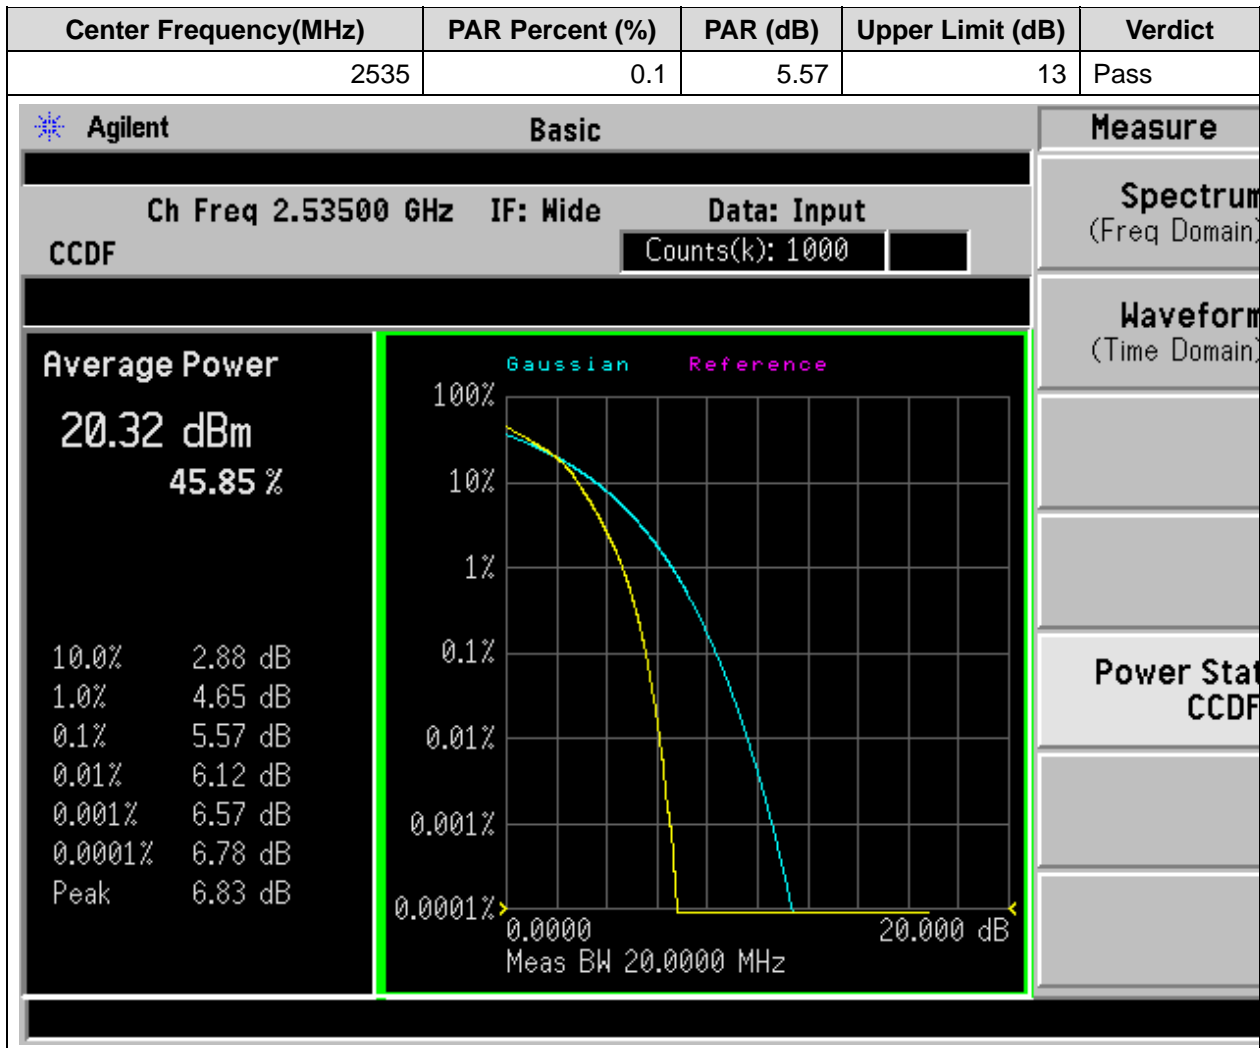 Center Frequency(MHz) PAR Percent (%) PAR (dB) Upper Limit (dB) Verdict
2535 0.1 5.57 13 Pass
Agilent Basic Measure
Ch Freq 2.53500 GHz IF: Wide Data: Input
CCDF Counts(k): 1000
Spectrum
(Freq Domain)
Waveform
(Time Domain)
Power Stat
CCDF
Average Power
20.32 dBm
45.85 %
10.0% 2.88 dB
1.0% 4.65 dB
0.1% 5.57 dB
0.01% 6.12 dB
0.001% 6.57 dB
0.0001% 6.78 dB
Peak 6.83 dB
Gaussian Reference
100%
10%
1%
0.1%
0.01%
0.001%
0.0001%
0.0000 20.000 dB
Meas BW 20.0000 MHz